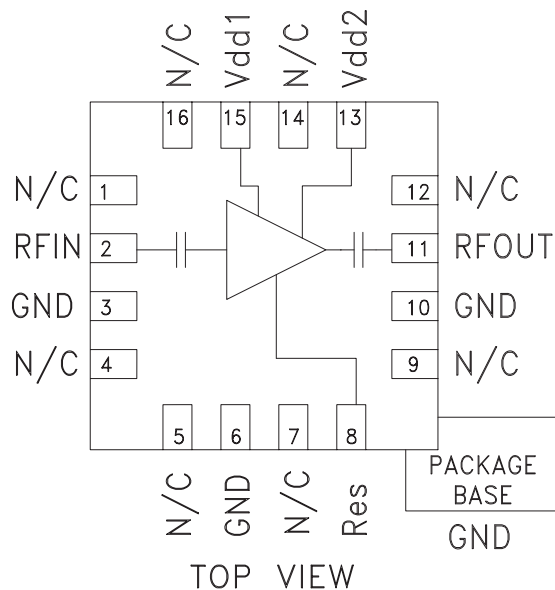 N/C
Vdd1
N/C
Vdd2
16
15
14
13
N/C
1
12
N/C
RFIN
2
11
RFOUT
GND
3
10
GND
N/C
4
9
N/C
5
6
7
8
N/C
GND
N/C
Res
PACKAGE
BASE
GND
TOP VIEW